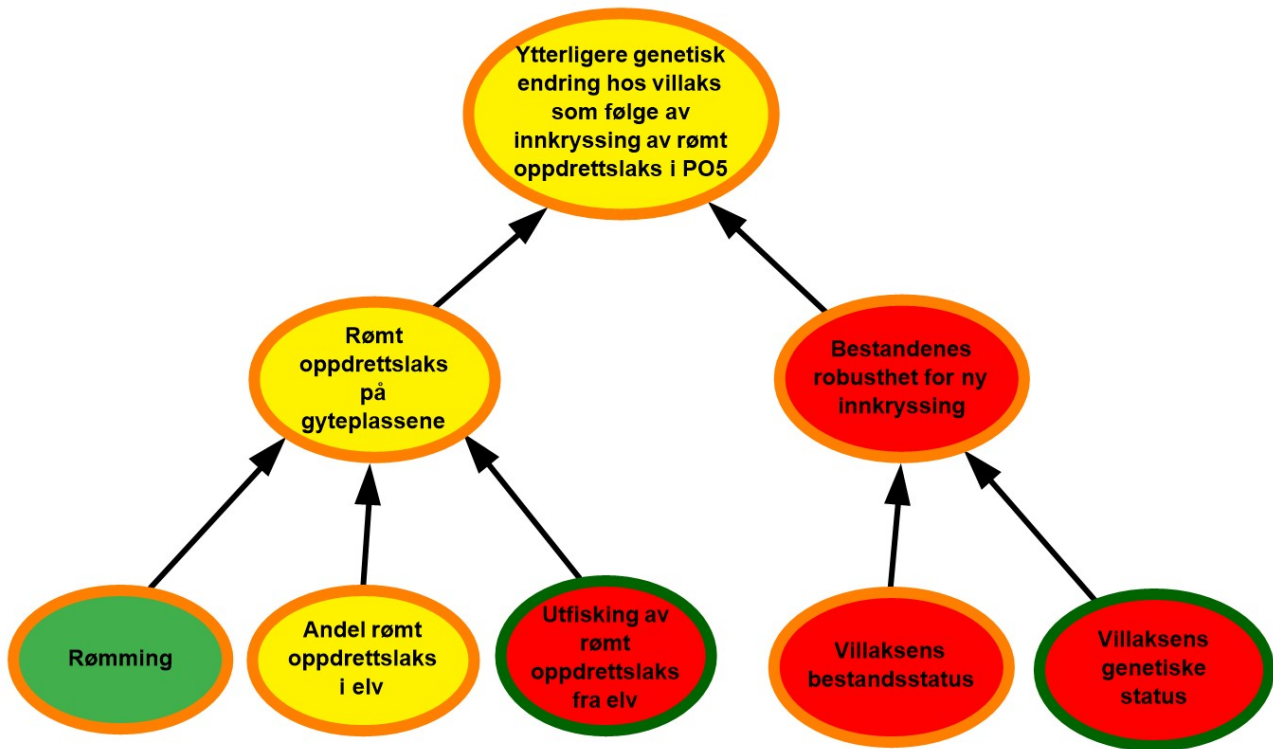 Ytterligere genetisk
endring hos villaks
som følge av
innkryssing av rømt
oppdrettslaks i PO5
Rømt
oppdrettslaks
på
gyteplassene
Bestandenes
robusthet for ny
innkryssing
Rømming
Andel rømt
oppdrettslaks
i elv
Utfisking av
rømt
oppdrettslaks
fra elv
Villaksens
bestandsstatus
Villaksens
genetiske
status